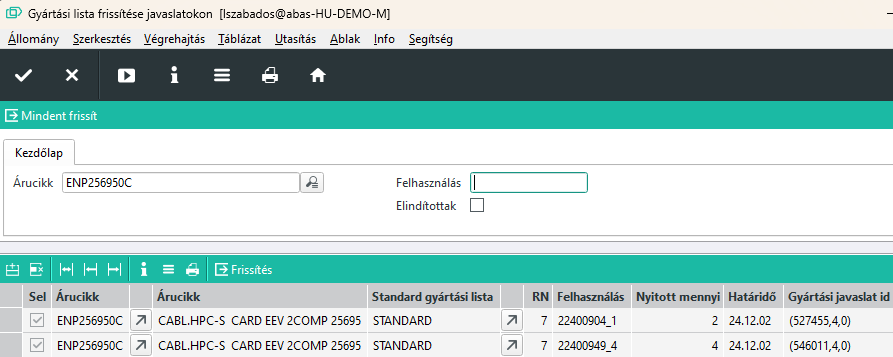 Gyártási lista frissítése javaslatokon [lszabados@abas-HU-DEMO-M]
Állomány Szerkesztés Végrehajtás Táblázat Utasítás Ablak Info Segítség
Mindent frissít
Kezdőlap
Árucikk ENP256950C Felhasználás
Elindítottak
Frissítés
Sel Árucikk Árucikk Standard gyártási lista RN Felhasználás Nyitott mennyi Határidő Gyártási javaslat id
ENP256950C CABL.HPC-S CARD EEV 2COMP 25695 STANDARD 7 22400904_1 2 24.12.02 (527455,4,0)
ENP256950C CABL.HPC-S CARD EEV 2COMP 25695 STANDARD 7 22400949_4 4 24.12.02 (546011,4,0)